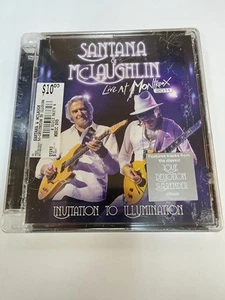 SANTANA
&
McLAUGHLIN
Live At Montreux
2011
$10.00
Featured tracks from
the classic
LOVE
DEVOTION
SURRENDER
album
INVITATION TO ILLUMINATION